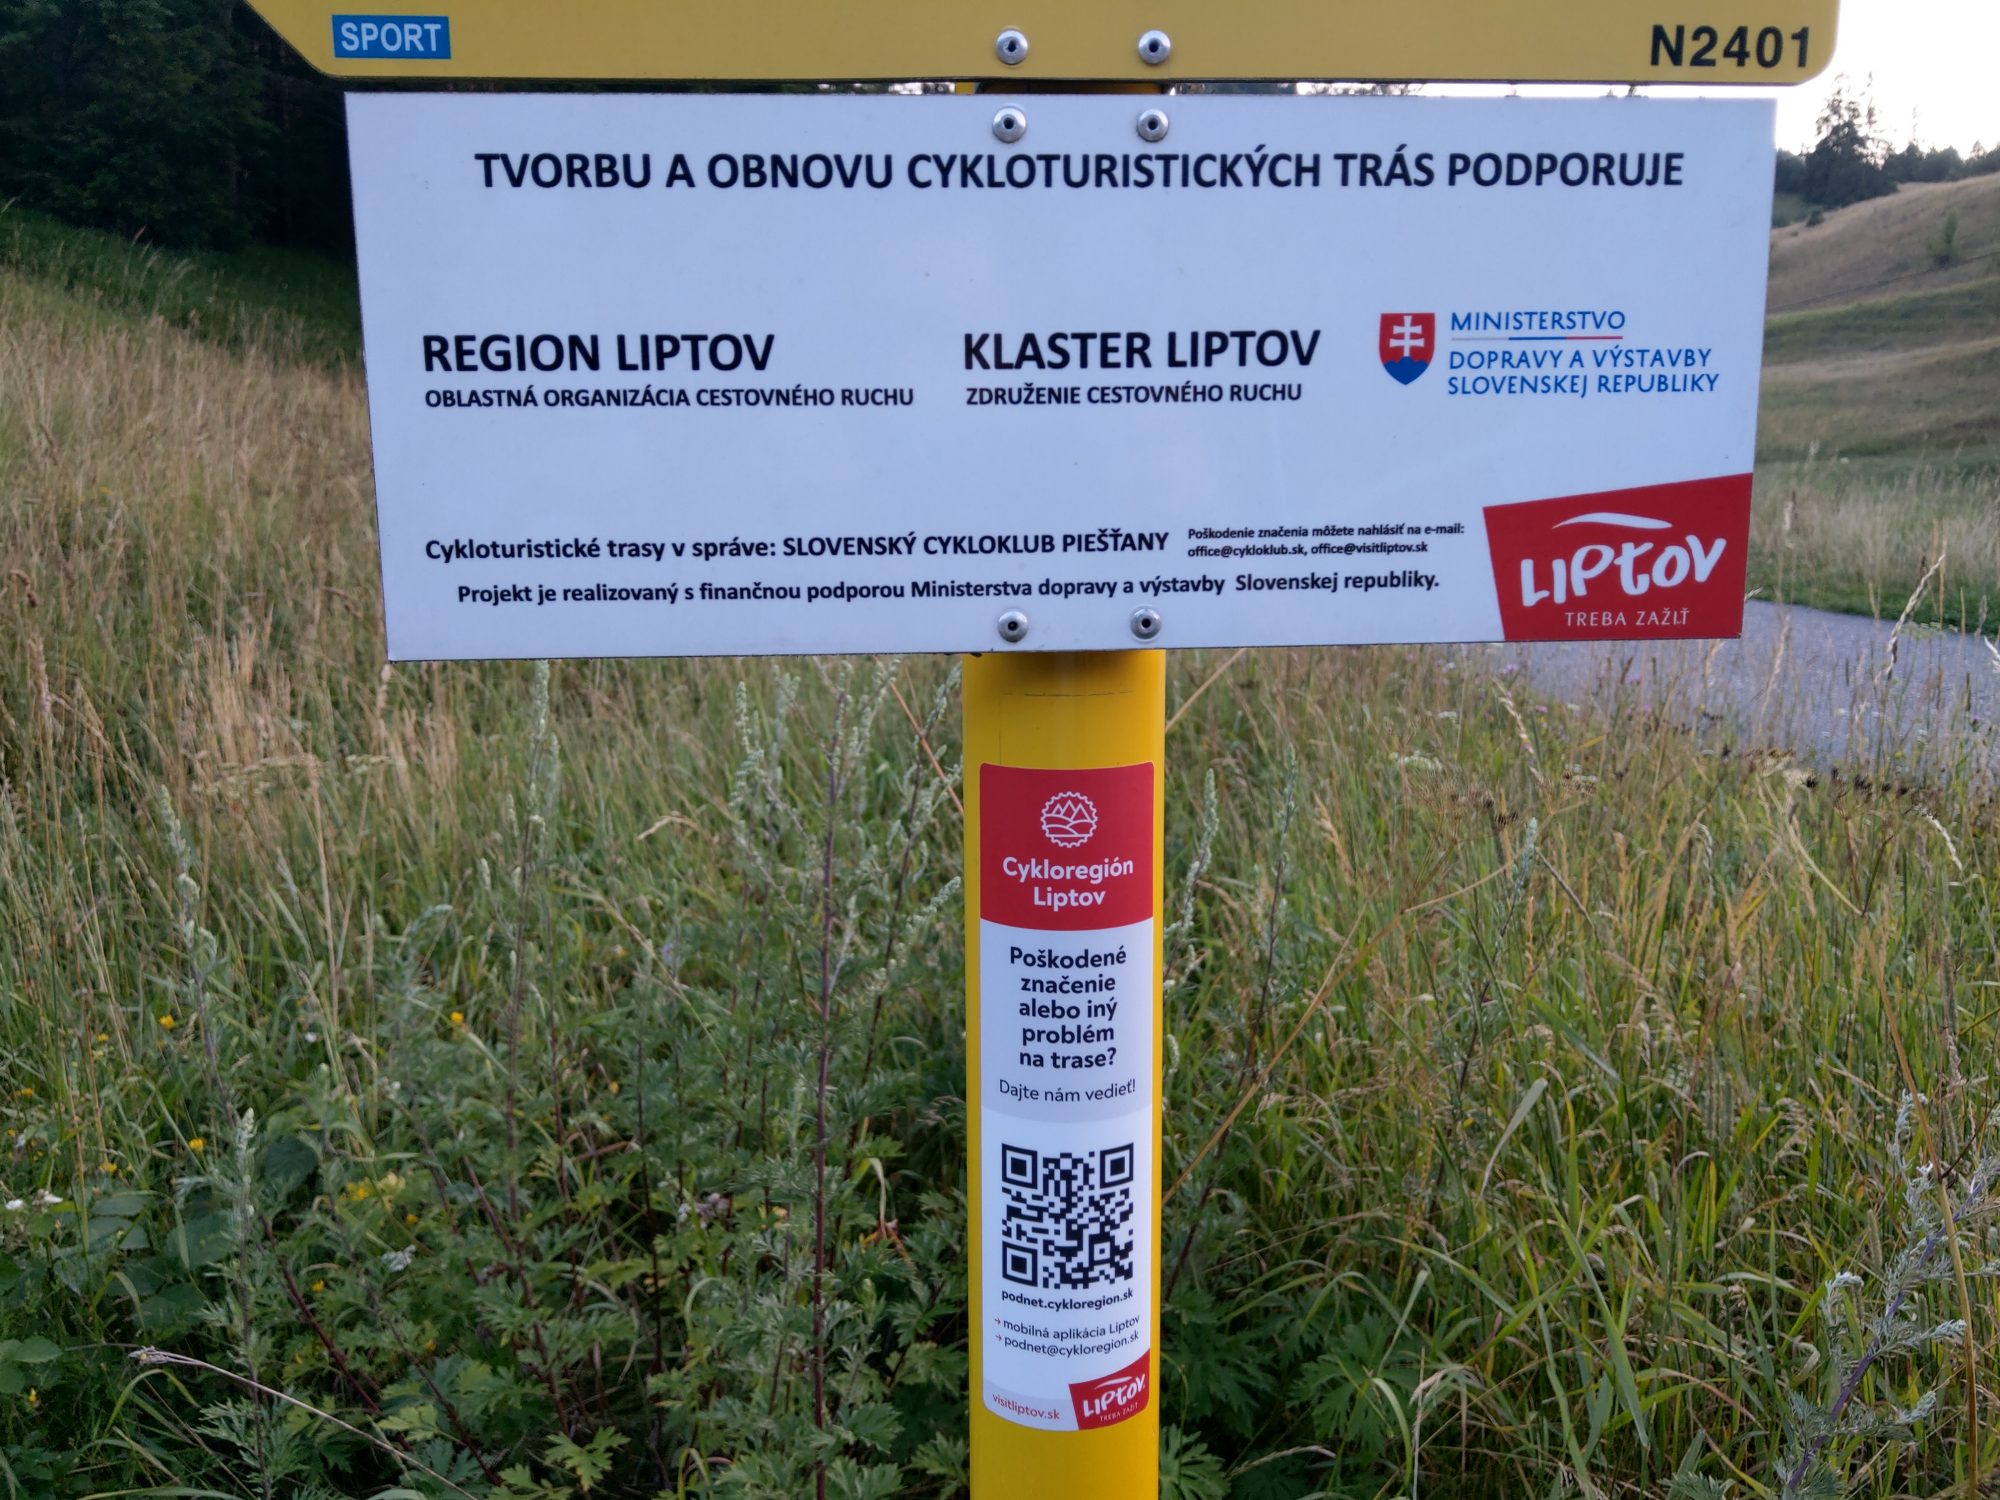 SPORT
N2401
TVORBU A OBNOVU CYKLOTURISTICKÝCH TRÁS PODPORUJE
REGION LIPTOV
OBLASTNÁ ORGANIZÁCIA CESTOVNÉHO RUCHU
KLASTER LIPTOV
ZDRUŽENIE CESTOVNÉHO RUCHU
MINISTERSTVO
DOPRAVY A VÝSTAVBY
SLOVENSKEJ REPUBLIKY
Cykloturistické trasy v správe: SLOVENSKÝ CYKLOKLUB PIEŠŤANY
Poškodenie značenia môžete nahlásiť na e-mail:
office@cykloklub.sk, office@visitliptov.sk
Projekt je realizovaný s finančnou podporou Ministerstva dopravy a výstavby Slovenskej republiky.
LIPTOV
TREBA ZAŽIŤ
Cykloregión
Liptov
Poškodené
značenie
alebo iný
problém
na trase?
Dajte nám vedieť!
podnet.cykloregion.sk
→ mobilná aplikácia Liptov
→ podnet@cykloregion.sk
visitliptov.sk
LIPTOV
TREBA ZAŽIŤ